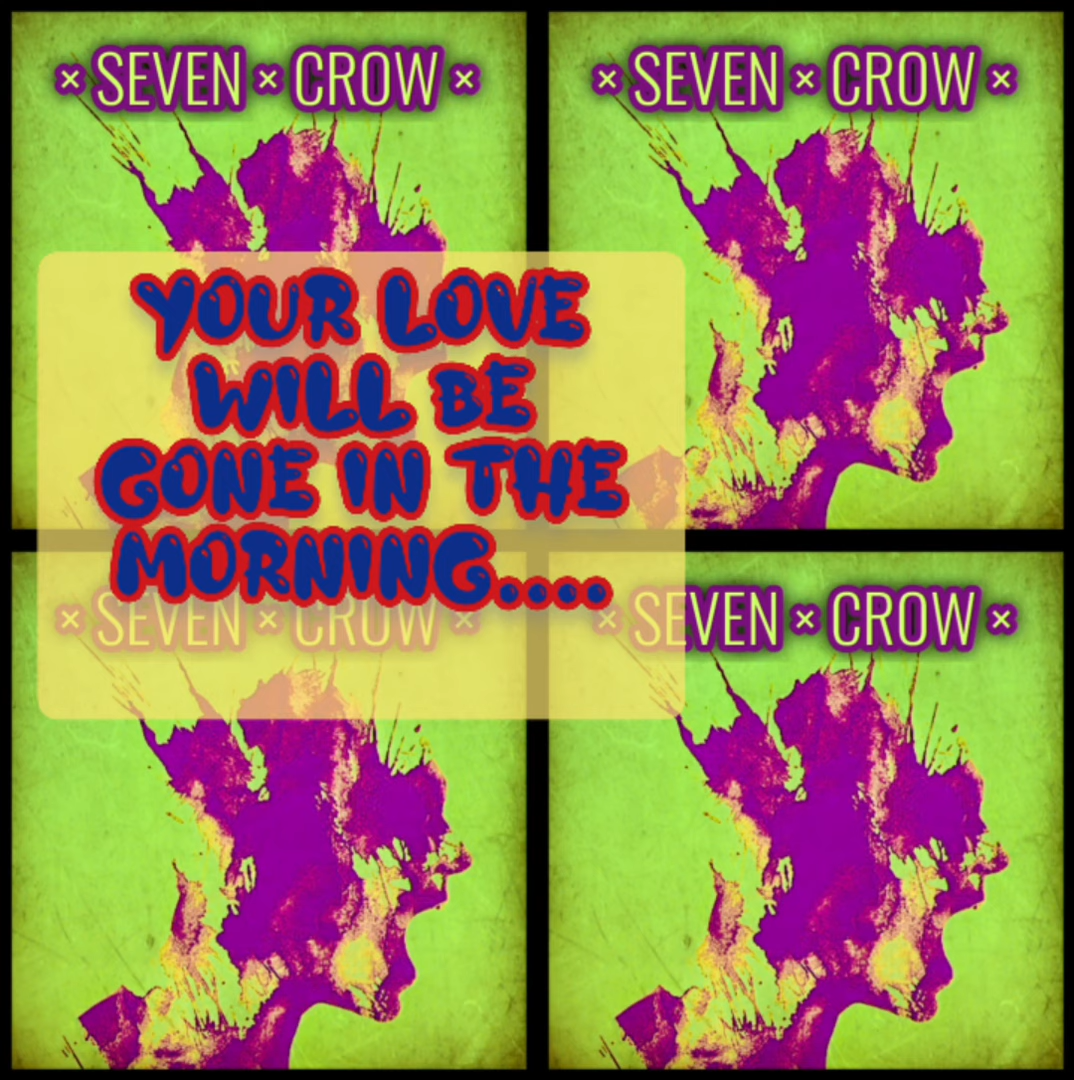 × SEVEN × CROW ×
× SEVEN × CROW ×
YOUR LOVE
WILL BE
GONE IN THE
MORNING.....
× SEVEN × CROW ×
× SEVEN × CROW ×